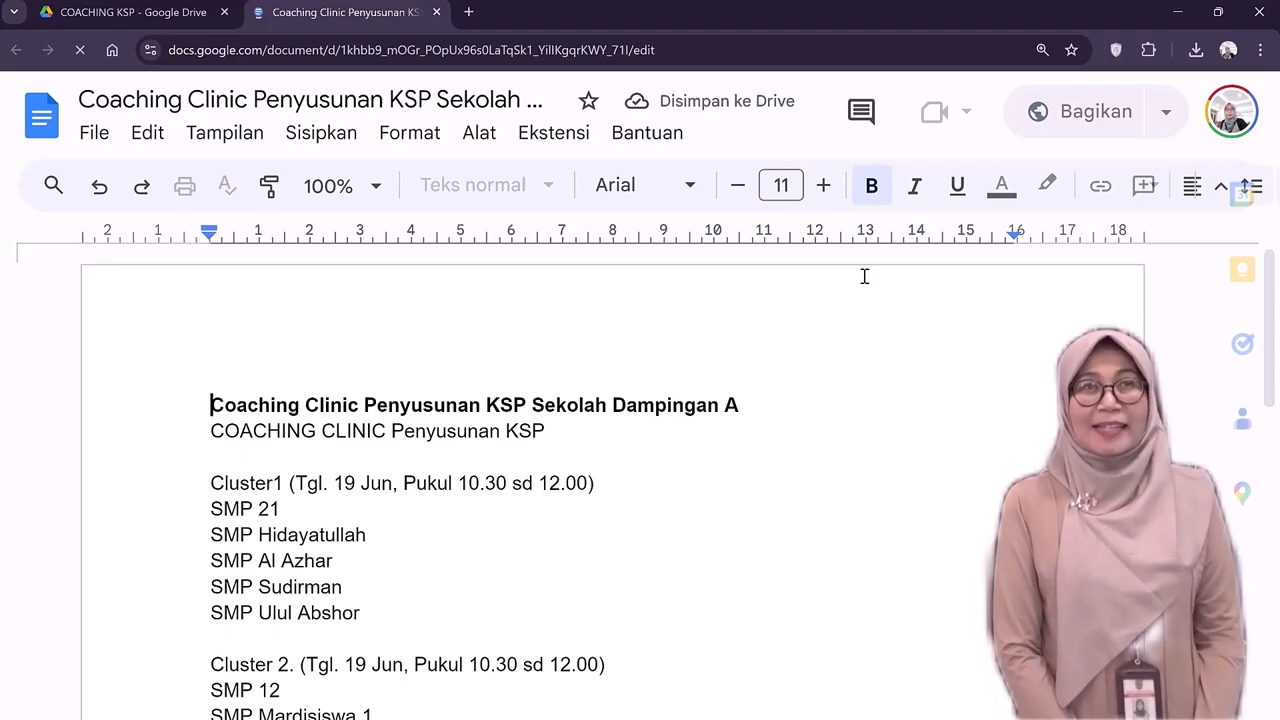 COACHING KSP - Google Drive
Coaching Clinic Penyusunan KS
docs.google.com/document/d/1khbb9_mOGr_POpUx96s0LaTqSk1_YilIKgqrKWY_71I/edit
Coaching Clinic Penyusunan KSP Sekolah ...
Disimpan ke Drive
Bagikan
File Edit Tampilan Sisipkan Format Alat Ekstensi Bantuan
100% Teks normal Arial 11 B I U A
2 1 1 2 3 4 5 6 7 8 9 10 11 12 13 14 15 16 17 18
Coaching Clinic Penyusunan KSP Sekolah Dampingan A
COACHING CLINIC Penyusunan KSP
Cluster1 (Tgl. 19 Jun, Pukul 10.30 sd 12.00)
SMP 21
SMP Hidayatullah
SMP Al Azhar
SMP Sudirman
SMP Ulul Abshor
Cluster 2. (Tgl. 19 Jun, Pukul 10.30 sd 12.00)
SMP 12
SMP Mardisiswa 1